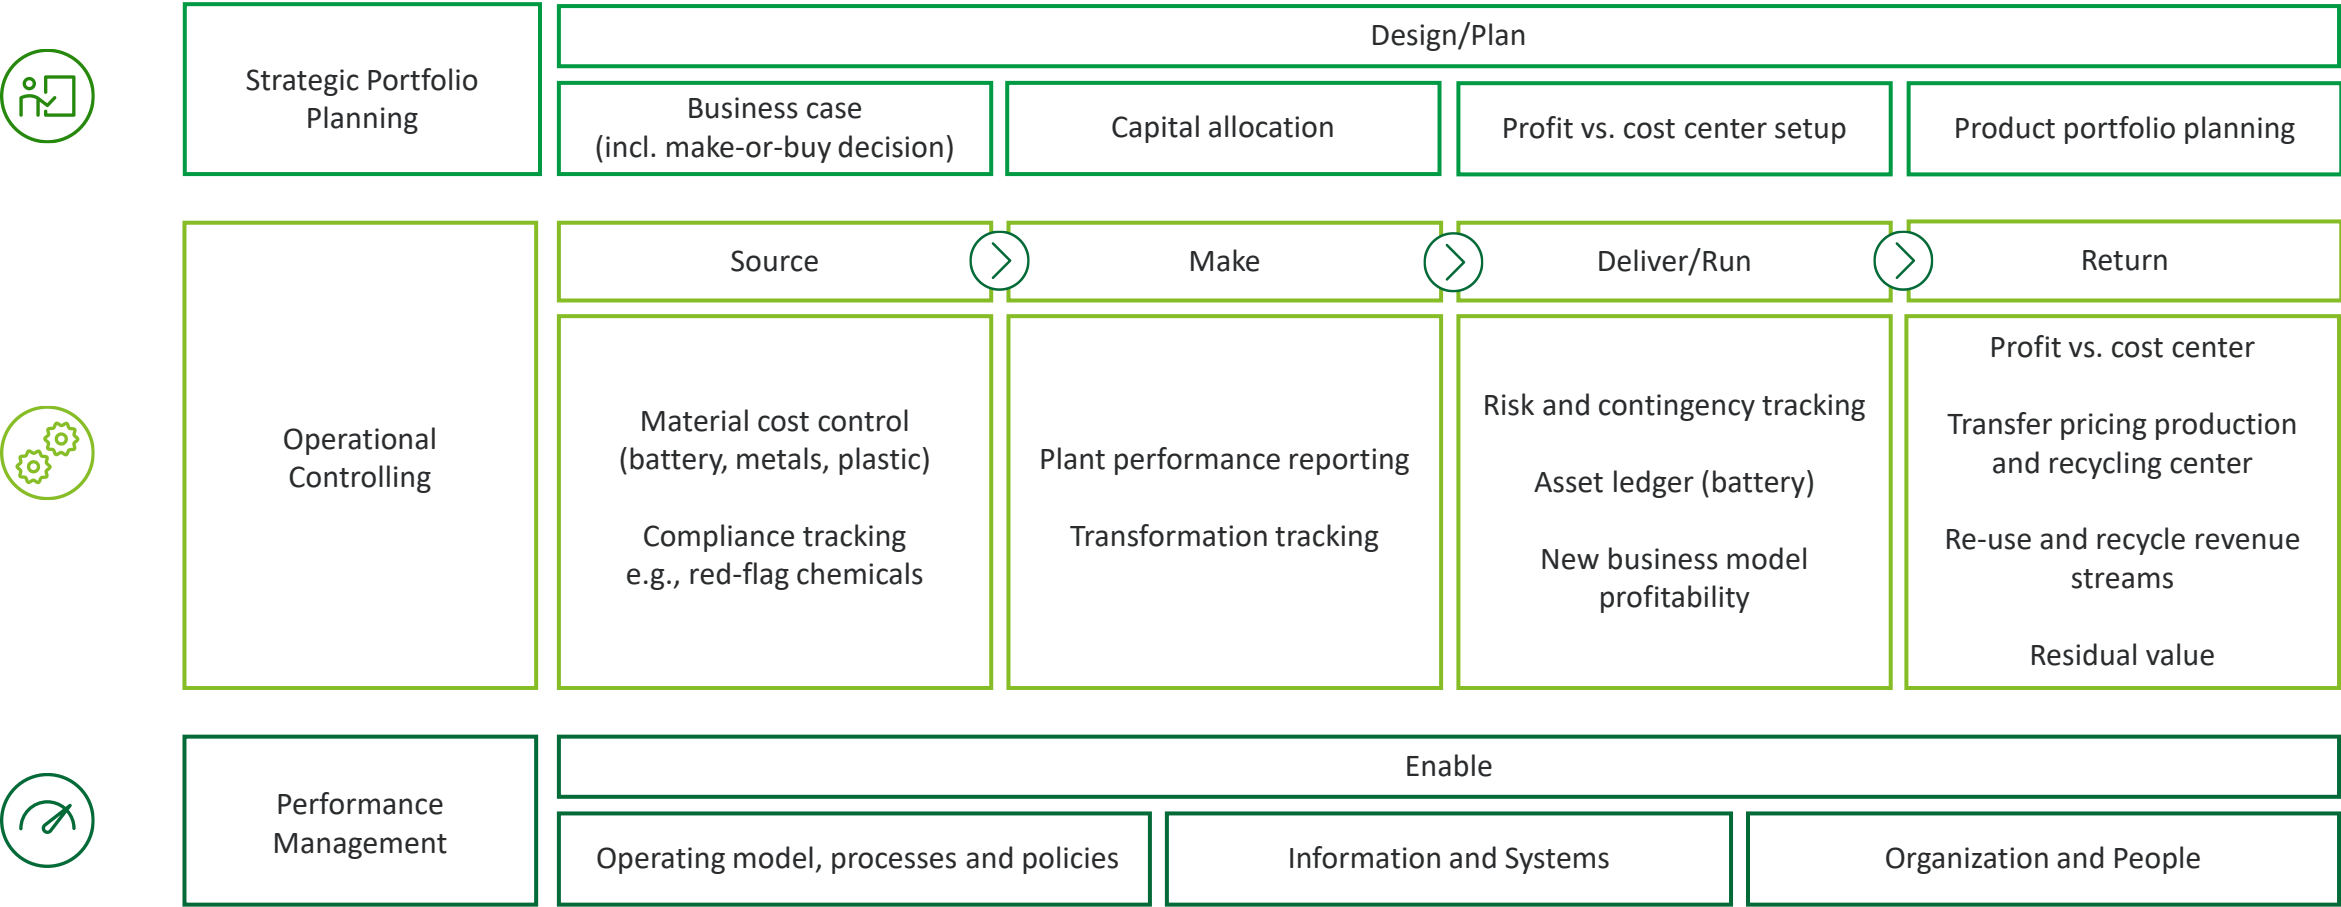 Strategic Portfolio
Planning
Design/Plan
Business case
(incl. make-or-buy decision)
Capital allocation
Profit vs. cost center setup
Product portfolio planning
Operational
Controlling
Source
Make
Deliver/Run
Return
Material cost control
(battery, metals, plastic)
Compliance tracking
e.g., red-flag chemicals
Plant performance reporting
Transformation tracking
Risk and contingency tracking
Asset ledger (battery)
New business model
profitability
Profit vs. cost center
Transfer pricing production
and recycling center
Re-use and recycle revenue
streams
Residual value
Performance
Management
Enable
Operating model, processes and policies
Information and Systems
Organization and People